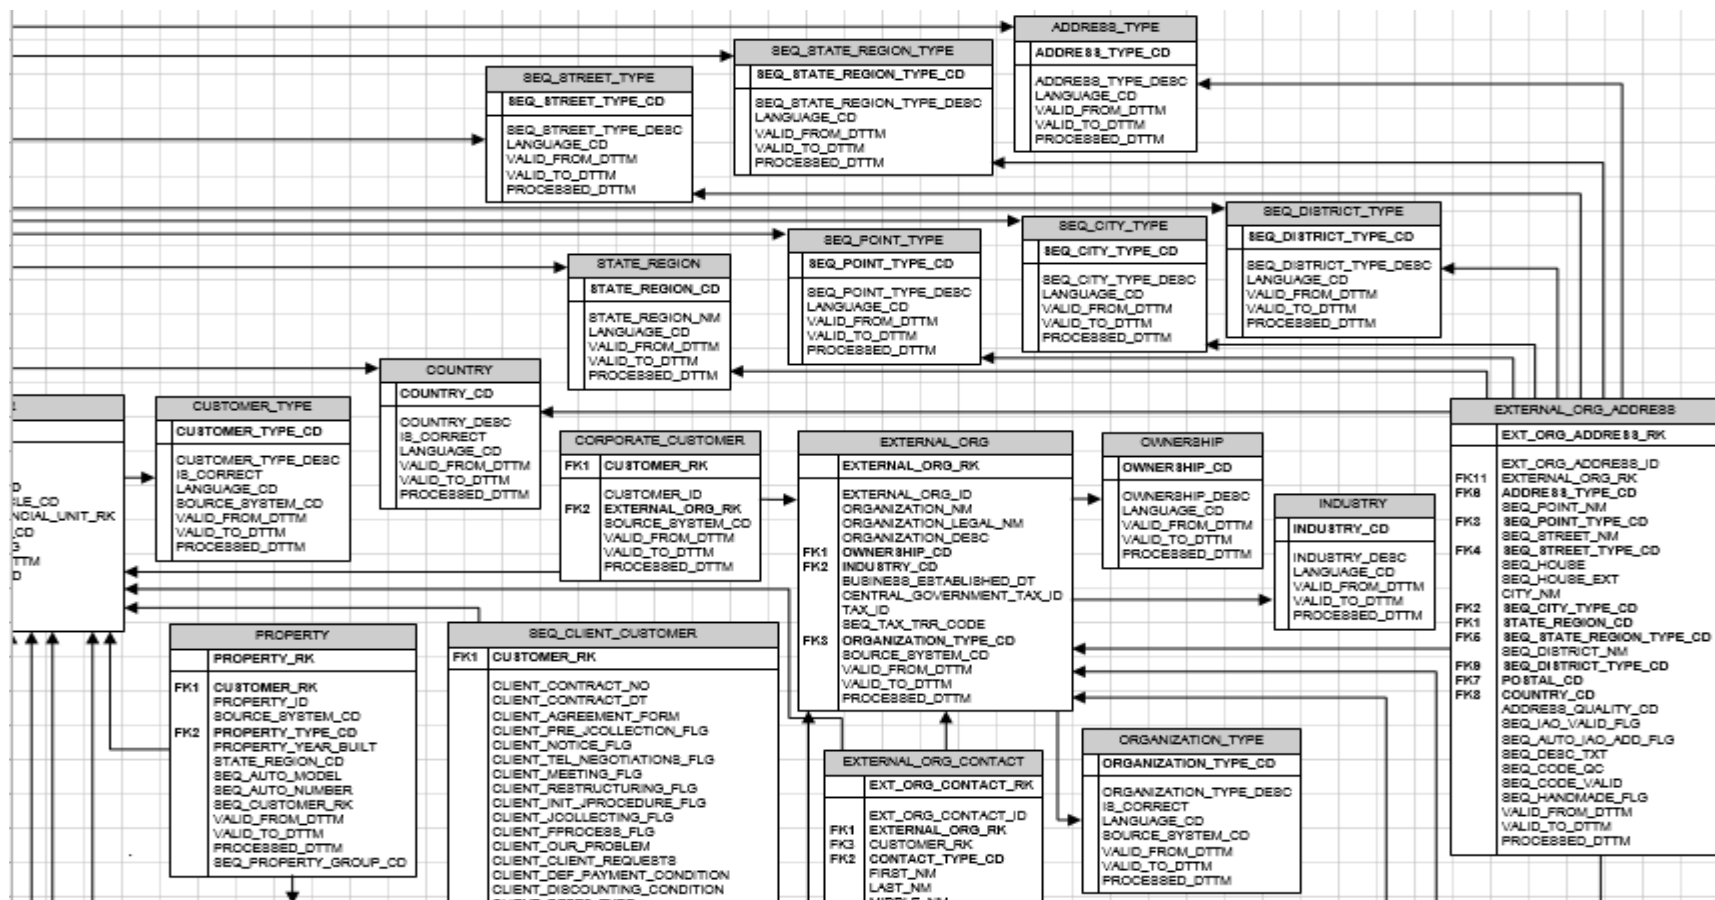 ADDRESS_TYPE
ADDRESS_TYPE_CD
ADDRESS_TYPE_DESC
LANGUAGE_CD
VALID_FROM_DTTM
VALID_TO_DTTM
PROCESSED_DTTM
SEQ_STATE_REGION_TYPE
SEQ_STATE_REGION_TYPE_CD
SEQ_STATE_REGION_TYPE_DESC
LANGUAGE_CD
VALID_FROM_DTTM
VALID_TO_DTTM
PROCESSED_DTTM
SEQ_STREET_TYPE
SEQ_STREET_TYPE_CD
SEQ_STREET_TYPE_DESC
LANGUAGE_CD
VALID_FROM_DTTM
VALID_TO_DTTM
PROCESSED_DTTM
SEQ_DISTRICT_TYPE
SEQ_DISTRICT_TYPE_CD
SEQ_DISTRICT_TYPE_DESC
LANGUAGE_CD
VALID_FROM_DTTM
VALID_TO_DTTM
PROCESSED_DTTM
SEQ_CITY_TYPE
SEQ_CITY_TYPE_CD
SEQ_CITY_TYPE_DESC
LANGUAGE_CD
VALID_FROM_DTTM
VALID_TO_DTTM
PROCESSED_DTTM
SEQ_POINT_TYPE
SEQ_POINT_TYPE_CD
SEQ_POINT_TYPE_DESC
LANGUAGE_CD
VALID_FROM_DTTM
VALID_TO_DTTM
PROCESSED_DTTM
STATE_REGION
STATE_REGION_CD
STATE_REGION_NM
LANGUAGE_CD
VALID_FROM_DTTM
VALID_TO_DTTM
PROCESSED_DTTM
COUNTRY
COUNTRY_CD
COUNTRY_DESC
IS_CORRECT
LANGUAGE_CD
VALID_FROM_DTTM
VALID_TO_DTTM
PROCESSED_DTTM
D
CLE_CD
NCIAL_UNIT_RK
_CD
G
TTM
D
CUSTOMER_TYPE
CUSTOMER_TYPE_CD
CUSTOMER_TYPE_DESC
IS_CORRECT
LANGUAGE_CD
SOURCE_SYSTEM_CD
VALID_FROM_DTTM
VALID_TO_DTTM
PROCESSED_DTTM
CORPORATE_CUSTOMER
FK1 CUSTOMER_RK
CUSTOMER_ID
FK2 EXTERNAL_ORG_RK
SOURCE_SYSTEM_CD
VALID_FROM_DTTM
VALID_TO_DTTM
PROCESSED_DTTM
EXTERNAL_ORG
EXTERNAL_ORG_RK
EXTERNAL_ORG_ID
ORGANIZATION_NM
ORGANIZATION_LEGAL_NM
ORGANIZATION_DESC
FK1 OWNERSHIP_CD
FK2 INDUSTRY_CD
BUSINESS_ESTABLISHED_DT
CENTRAL_GOVERNMENT_TAX_ID
TAX_ID
SEQ_TAX_TRR_CODE
FK3 ORGANIZATION_TYPE_CD
SOURCE_SYSTEM_CD
VALID_FROM_DTTM
VALID_TO_DTTM
PROCESSED_DTTM
OWNERSHIP
OWNERSHIP_CD
OWNERSHIP_DESC
LANGUAGE_CD
VALID_FROM_DTTM
VALID_TO_DTTM
PROCESSED_DTTM
INDUSTRY
INDUSTRY_CD
INDUSTRY_DESC
LANGUAGE_CD
VALID_FROM_DTTM
VALID_TO_DTTM
PROCESSED_DTTM
EXTERNAL_ORG_ADDRESS
EXT_ORG_ADDRESS_RK
EXT_ORG_ADDRESS_ID
FK11 EXTERNAL_ORG_RK
FK6 ADDRESS_TYPE_CD
SEQ_POINT_NM
FK3 SEQ_POINT_TYPE_CD
SEQ_STREET_NM
FK4 SEQ_STREET_TYPE_CD
SEQ_HOUSE
SEQ_HOUSE_EXT
CITY_NM
FK2 SEQ_CITY_TYPE_CD
FK1 STATE_REGION_CD
FK5 SEQ_STATE_REGION_TYPE_CD
SEQ_DISTRICT_NM
FK9 SEQ_DISTRICT_TYPE_CD
FK7 POSTAL_CD
FK8 COUNTRY_CD
ADDRESS_QUALITY_CD
SEQ_IAO_VALID_FLG
SEQ_AUTO_IAO_ADD_FLG
SEQ_DESC_TXT
SEQ_CODE_QC
SEQ_CODE_VALID
SEQ_HANDMADE_FLG
VALID_FROM_DTTM
VALID_TO_DTTM
PROCESSED_DTTM
PROPERTY
PROPERTY_RK
FK1 CUSTOMER_RK
PROPERTY_ID
SOURCE_SYSTEM_CD
FK2 PROPERTY_TYPE_CD
PROPERTY_YEAR_BUILT
STATE_REGION_CD
SEQ_AUTO_MODEL
SEQ_AUTO_NUMBER
SEQ_CUSTOMER_RK
VALID_FROM_DTTM
VALID_TO_DTTM
PROCESSED_DTTM
SEQ_PROPERTY_GROUP_CD
SEQ_CLIENT_CUSTOMER
FK1 CUSTOMER_RK
CLIENT_CONTRACT_NO
CLIENT_CONTRACT_DT
CLIENT_AGREEMENT_FORM
CLIENT_PRE_JCOLLECTION_FLG
CLIENT_NOTICE_FLG
CLIENT_TEL_NEGOTIATIONS_FLG
CLIENT_MEETING_FLG
CLIENT_RESTRUCTURING_FLG
CLIENT_INIT_JPROCEDURE_FLG
CLIENT_JCOLLECTING_FLG
CLIENT_FPROCESS_FLG
CLIENT_OUR_PROBLEM
CLIENT_CLIENT_REQUESTS
CLIENT_DEF_PAYMENT_CONDITION
CLIENT_DISCOUNTING_CONDITION
EXTERNAL_ORG_CONTACT
EXT_ORG_CONTACT_RK
EXT_ORG_CONTACT_ID
FK1 EXTERNAL_ORG_RK
FK3 CUSTOMER_RK
FK2 CONTACT_TYPE_CD
FIRST_NM
LAST_NM
ORGANIZATION_TYPE
ORGANIZATION_TYPE_CD
ORGANIZATION_TYPE_DESC
IS_CORRECT
LANGUAGE_CD
SOURCE_SYSTEM_CD
VALID_FROM_DTTM
VALID_TO_DTTM
PROCESSED_DTTM